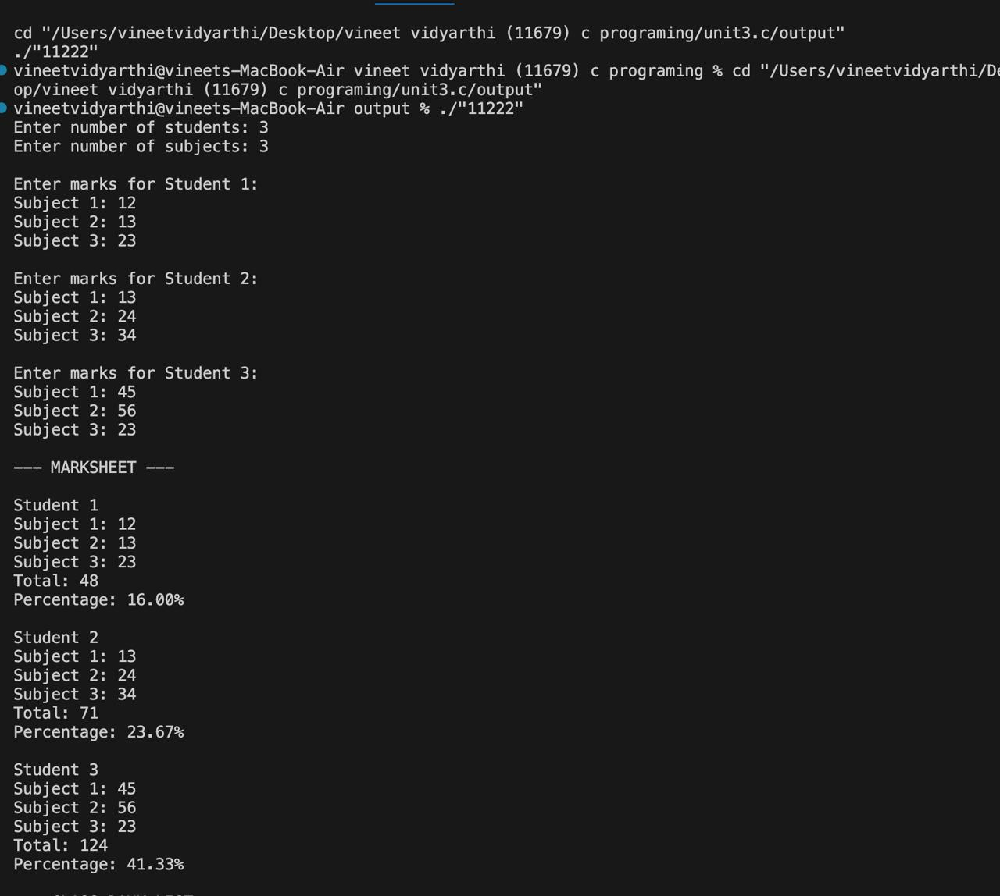 cd "/Users/vineetvidyarthi/Desktop/vineet vidyarthi (11679) c programing/unit3.c/output"
./"11222"
vineetvidyarthi@vineets-MacBook-Air vineet vidyarthi (11679) c programing % cd "/Users/vineetvidyarthi/De
op/vineet vidyarthi (11679) c programing/unit3.c/output"
vineetvidyarthi@vineets-MacBook-Air output % ./"11222"
Enter number of students: 3
Enter number of subjects: 3
Enter marks for Student 1:
Subject 1: 12
Subject 2: 13
Subject 3: 23
Enter marks for Student 2:
Subject 1: 13
Subject 2: 24
Subject 3: 34
Enter marks for Student 3:
Subject 1: 45
Subject 2: 56
Subject 3: 23
--- MARKSHEET ---
Student 1
Subject 1: 12
Subject 2: 13
Subject 3: 23
Total: 48
Percentage: 16.00%
Student 2
Subject 1: 13
Subject 2: 24
Subject 3: 34
Total: 71
Percentage: 23.67%
Student 3
Subject 1: 45
Subject 2: 56
Subject 3: 23
Total: 124
Percentage: 41.33%